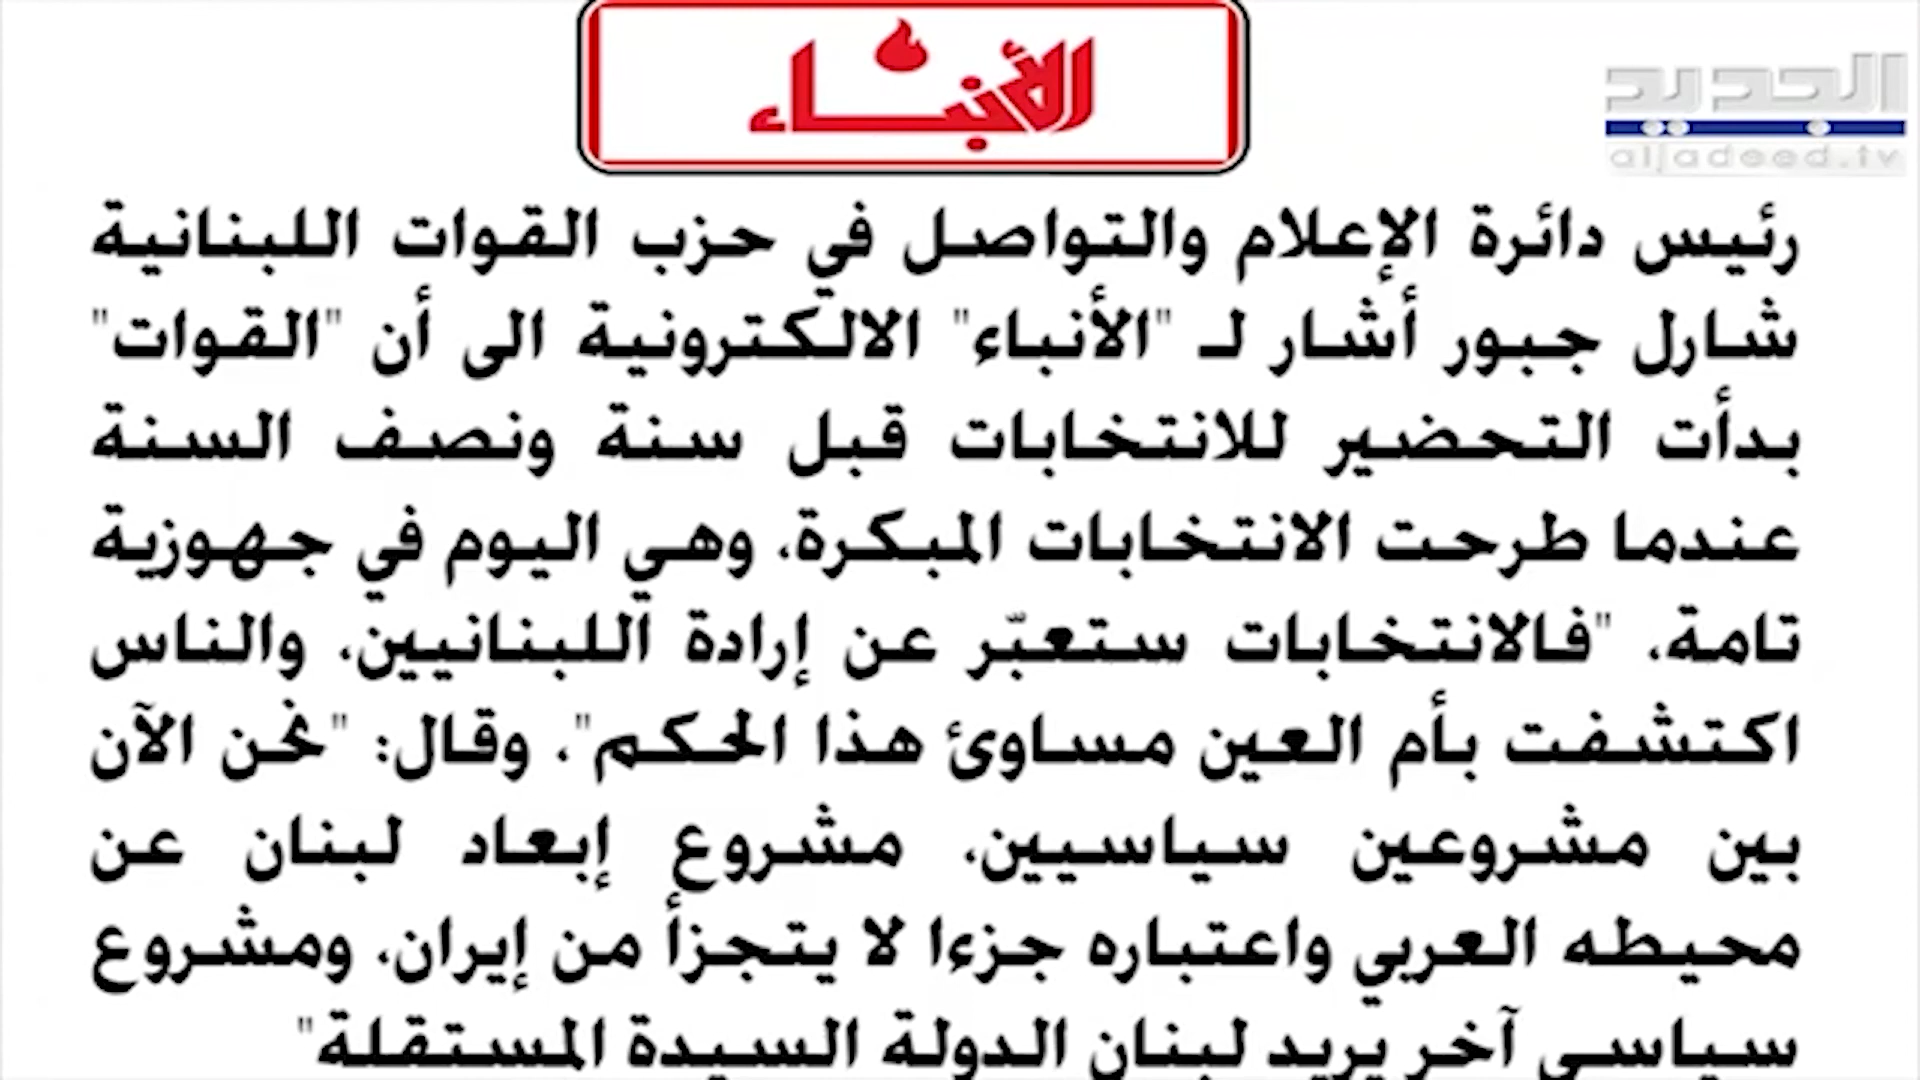 الأنباء
الجديد
aljadeed.tv
رئيس دائرة الإعلام والتواصل في حزب القوات اللبنانية
شارل جبور أشار لـ "الأنباء" الالكترونية الى أن "القوات"
بدأت التحضير للانتخابات قبل سنة ونصف السنة
عندما طرحت الانتخابات المبكرة، وهي اليوم في جهوزية
تامة، "فالانتخابات ستعبّر عن إرادة اللبنانيين، والناس
اكتشفت بأم العين مساوئ هذا الحكم"، وقال: "نحن الآن
بين مشروعين سياسيين، مشروع إبعاد لبنان عن
محيطه العربي واعتباره جزءا لا يتجزأ من إيران، ومشروع
سياسي آخر يريد لبنان الدولة السيدة المستقلة"